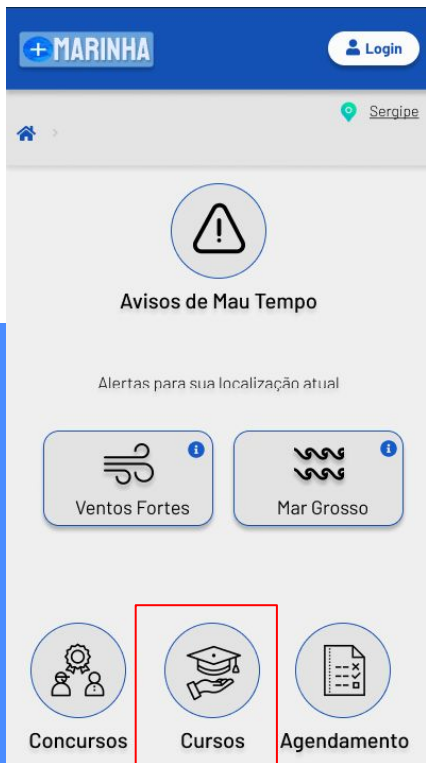 MARINHA
Login
Sergipe
Avisos de Mau Tempo
Alertas para sua localização atual
Ventos Fortes
Mar Grosso
Concursos
Cursos
Agendamento